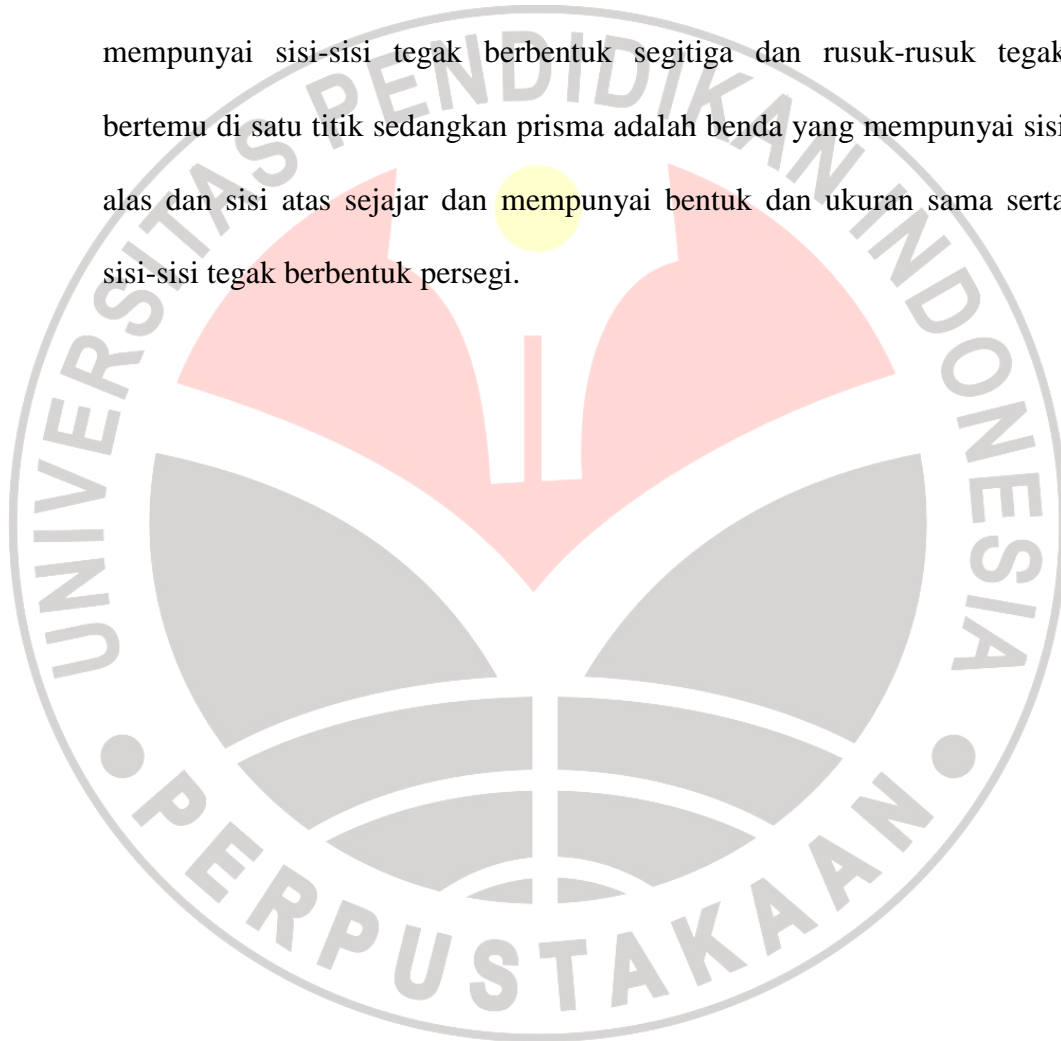 mempunyai sisi-sisi tegak berbentuk segitiga dan rusuk-rusuk tegak
bertemu di satu titik sedangkan prisma adalah benda yang mempunyai sisi
alas dan sisi atas sejajar dan mempunyai bentuk dan ukuran sama serta
sisi-sisi tegak berbentuk persegi.
UNIVERSITAS PENDIDIKAN INDONESIA
PERPUSTAKAAN